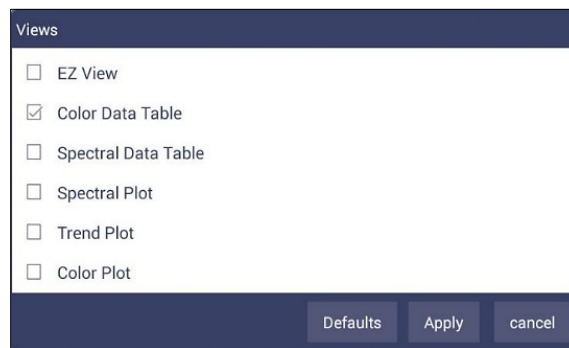 Views
EZ View
Color Data Table
Spectral Data Table
Spectral Plot
Trend Plot
Color Plot
Defaults Apply cancel